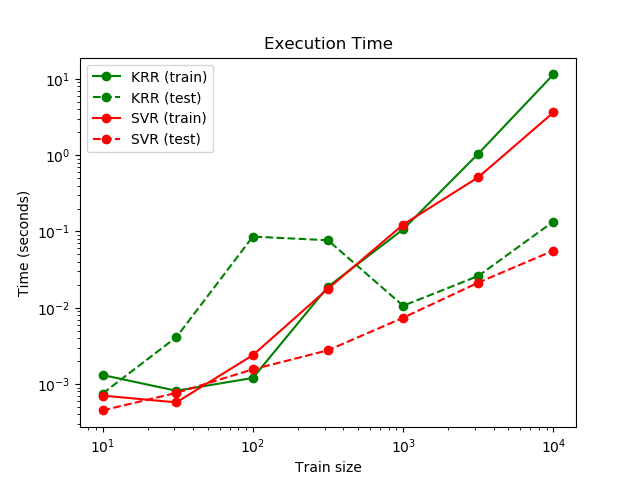 Execution Time
KRR (train)
KRR (test)
SVR (train)
SVR (test)
10¹
10⁰
10⁻¹
10⁻²
10⁻³
Time (seconds)
10¹ 10² 10³ 10⁴
Train size